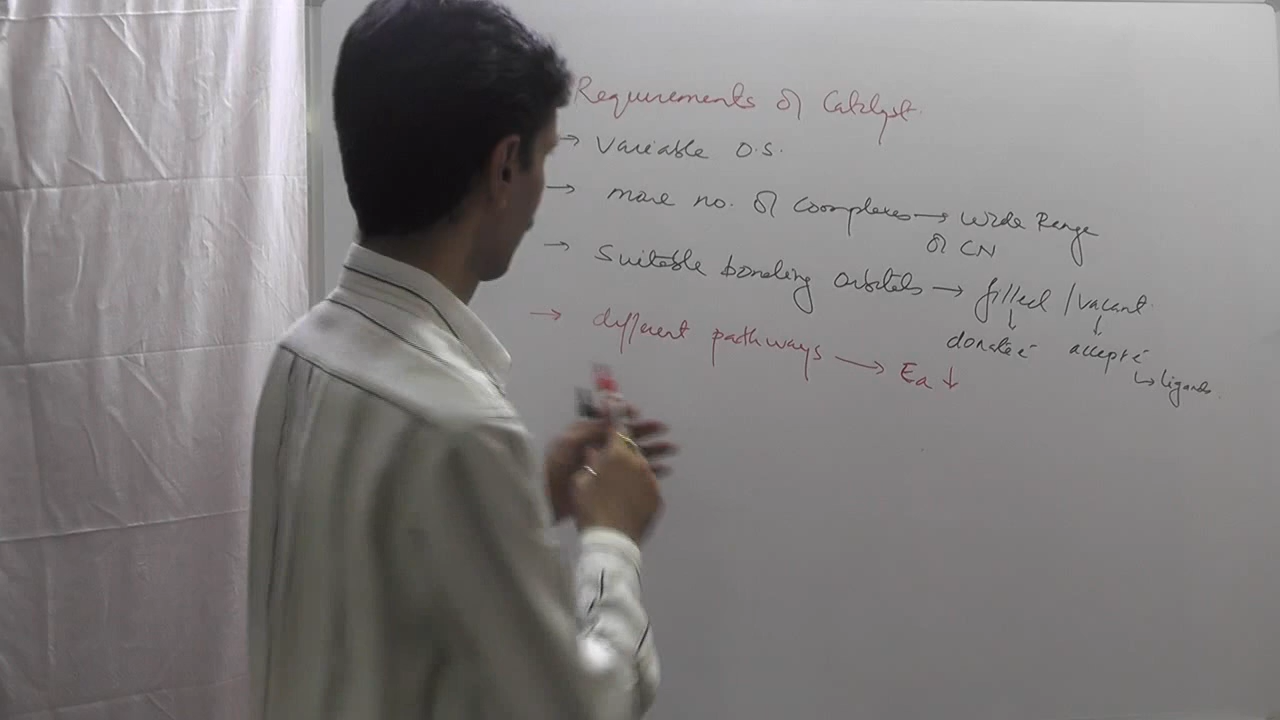 Requirements of Catalyst.
→ Variable O.S.
→ more no. of Coomplexes → Wide Range
of CN
→ Suitable bonding orbitals → filled / vacant
↓ ↓
donate é accept é
↳ ligands.
→ different pathways → Ea ↓